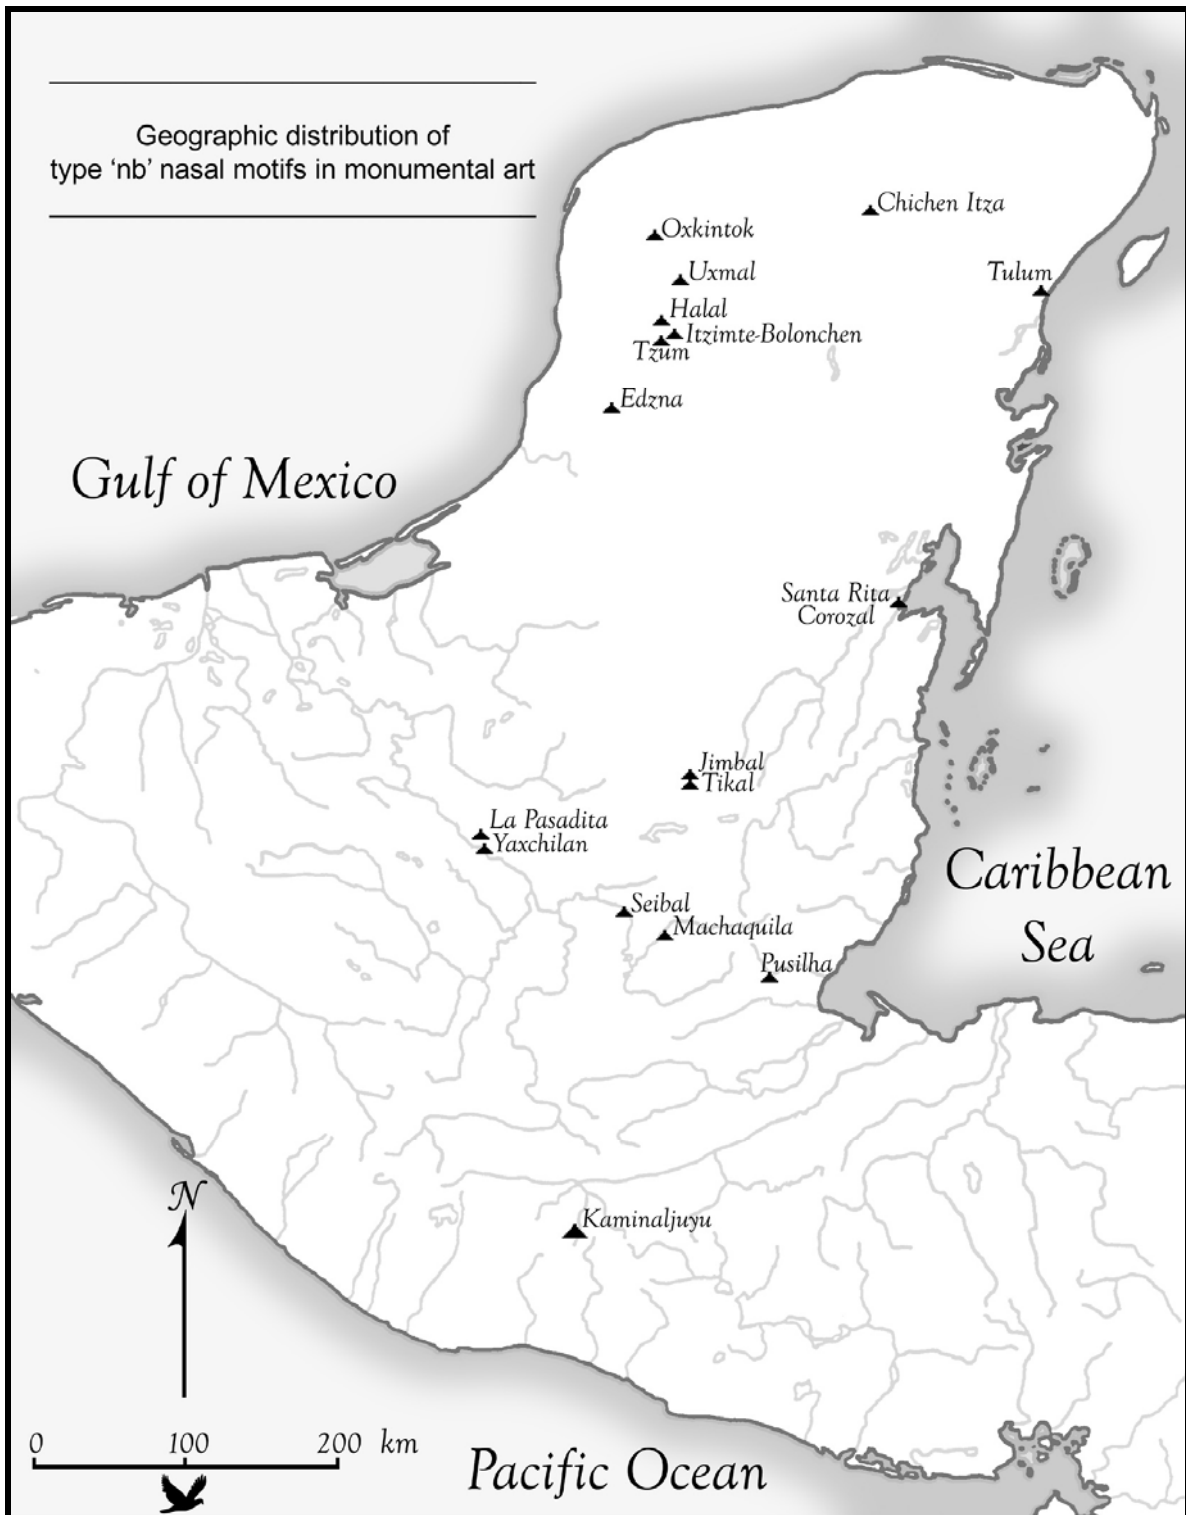 Geographic distribution of
type ‘nb’ nasal motifs in monumental art
Chichen Itza
Oxkintok
Uxmal
Tulum
Halal
Itzimte-Bolonchen
Tzum
Edzna
Gulf of Mexico
Santa Rita
Corozal
Jimbal
Tikal
La Pasadita
Yaxchilan
Caribbean
Sea
Seibal
Machaquila
Pusilha
N
Kaminaljuyu
0 100 200 km
Pacific Ocean